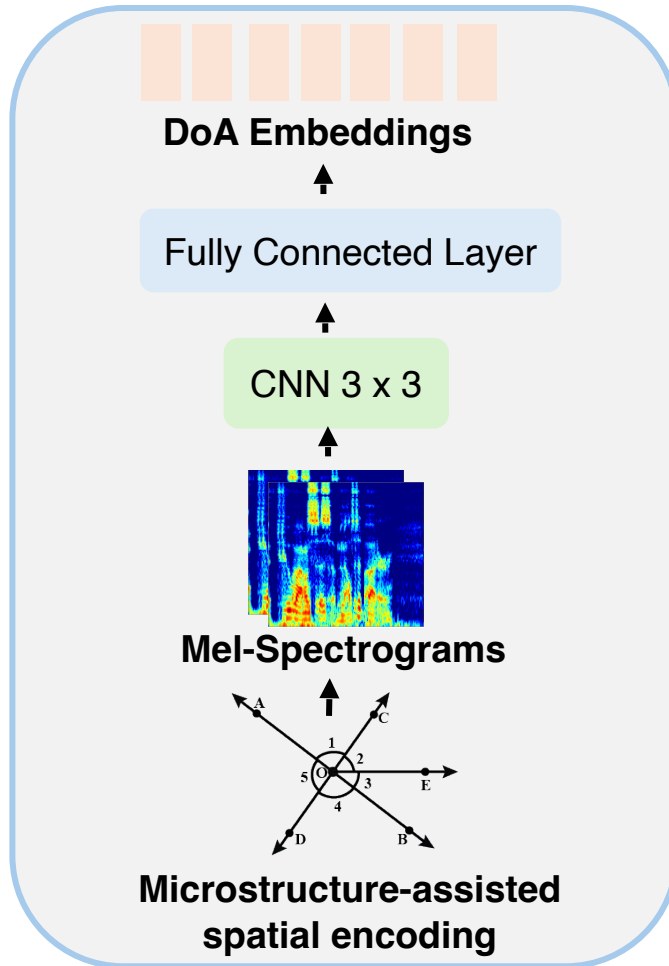 DoA Embeddings
Fully Connected Layer
CNN 3 x 3
Mel-Spectrograms
A
C
1
2
O
5
3
E
4
D
B
Microstructure-assisted
spatial encoding